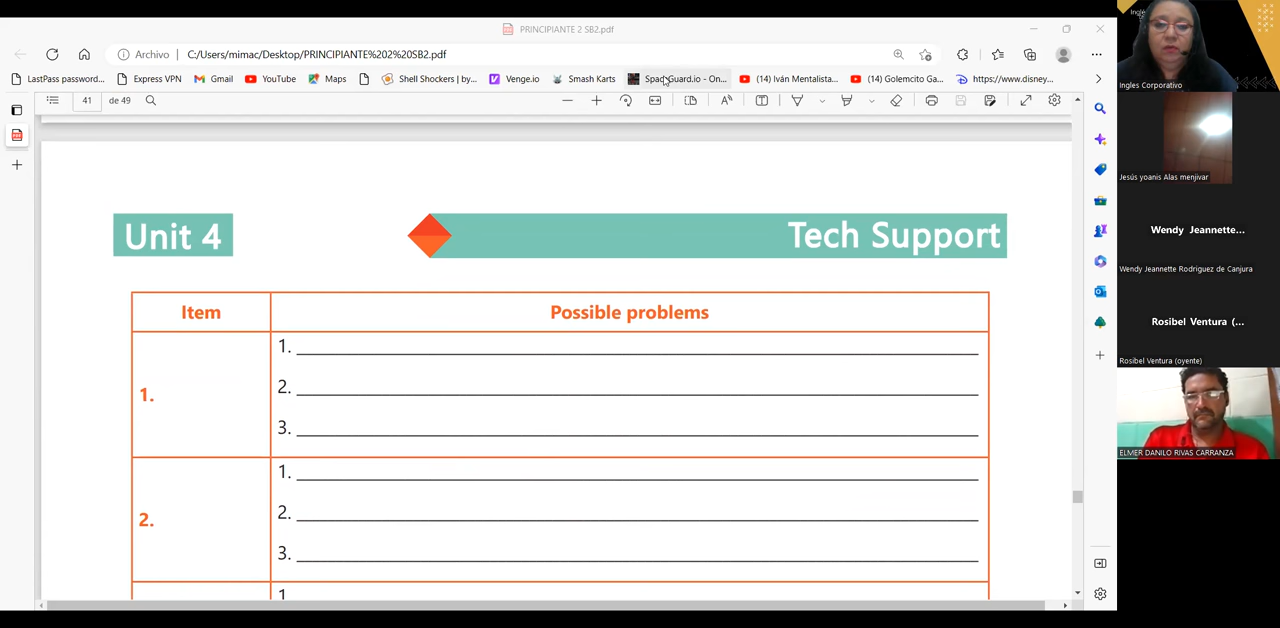 PRINCIPIANTE 2 SB2.pdf
Archivo | C:/Users/mimac/Desktop/PRINCIPIANTE%202%20SB2.pdf
LastPass password... Express VPN Gmail YouTube Maps Shell Shockers | by... Venge.io Smash Karts SpaceGuard.io - On... (14) Iván Mentalista... (14) Golemcito Ga... https://www.disney...
41 de 49
Unit 4
Tech Support
Item Possible problems
1.
1.
2.
3.
2.
1.
2.
3.
1
Inglé
Ingles Corporativo
Jesús yoanis Alas menjivar
Wendy Jeannette...
Wendy Jeannette Rodriguez de Canjura
Rosibel Ventura (...
Rosibel Ventura (oyente)
ELMER DANILO RIVAS CARRANZA